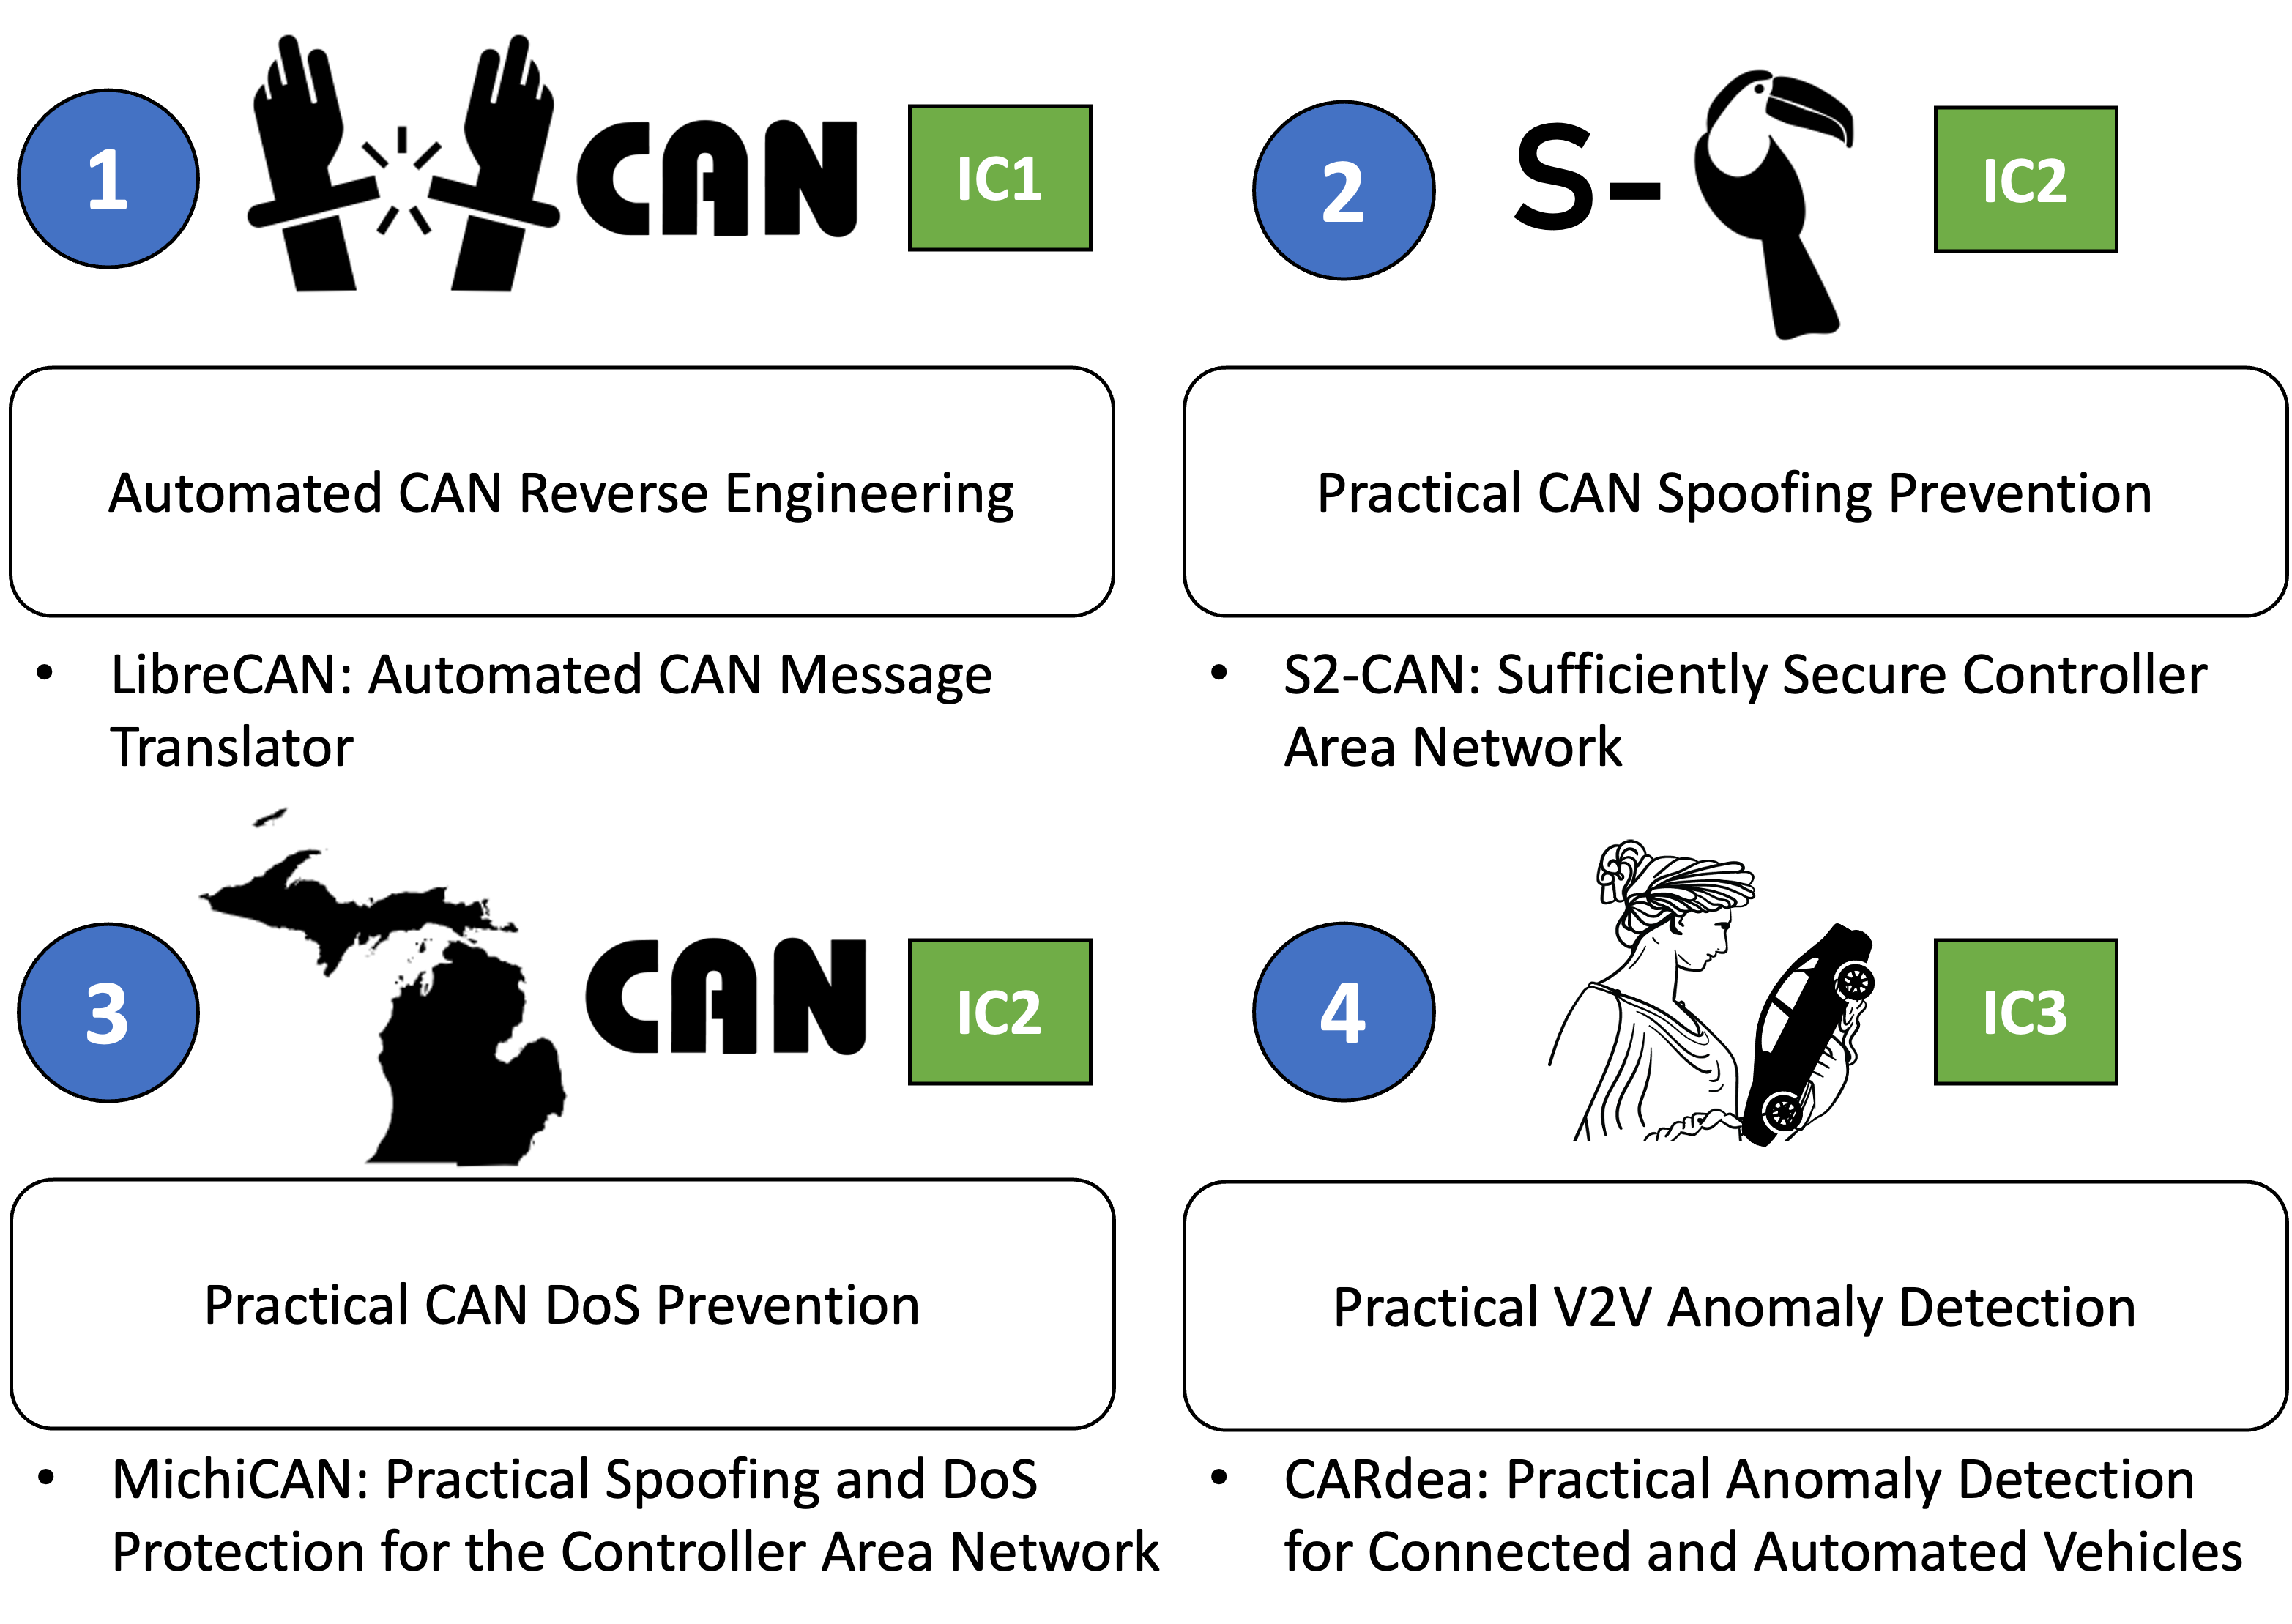 1
CAN
IC1
Automated CAN Reverse Engineering
• LibreCAN: Automated CAN Message
Translator
2
S-
IC2
Practical CAN Spoofing Prevention
• S2-CAN: Sufficiently Secure Controller
Area Network
3
CAN
IC2
Practical CAN DoS Prevention
• MichiCAN: Practical Spoofing and DoS
Protection for the Controller Area Network
4
IC3
Practical V2V Anomaly Detection
• CARdea: Practical Anomaly Detection
for Connected and Automated Vehicles